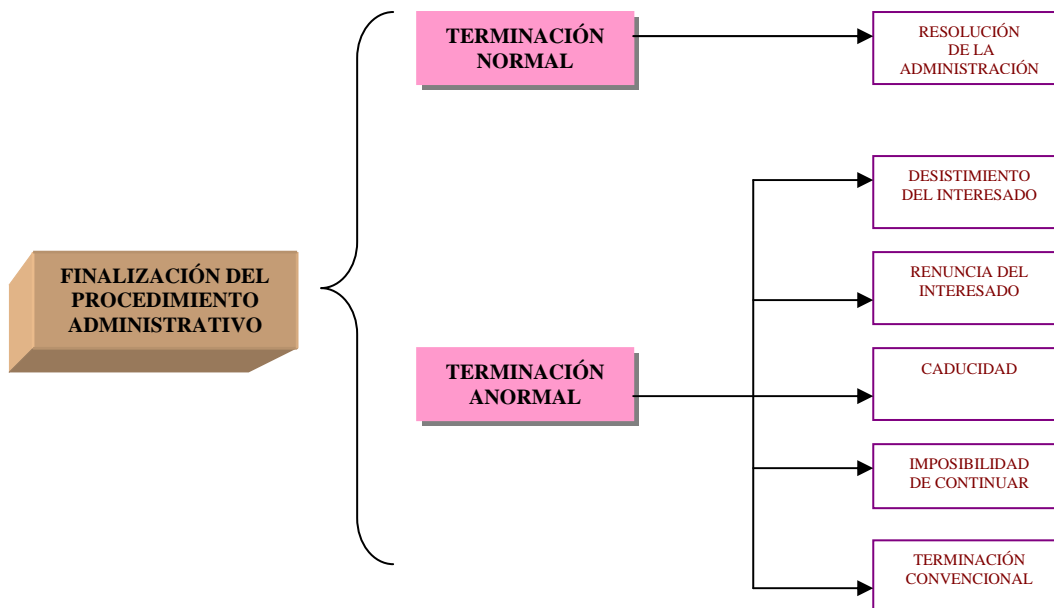 TERMINACIÓN
NORMAL
RESOLUCIÓN
DE LA
ADMINISTRACIÓN
DESISTIMIENTO
DEL INTERESADO
FINALIZACIÓN DEL
PROCEDIMIENTO
ADMINISTRATIVO
RENUNCIA DEL
INTERESADO
TERMINACIÓN
ANORMAL
CADUCIDAD
IMPOSIBILIDAD
DE CONTINUAR
TERMINACIÓN
CONVENCIONAL